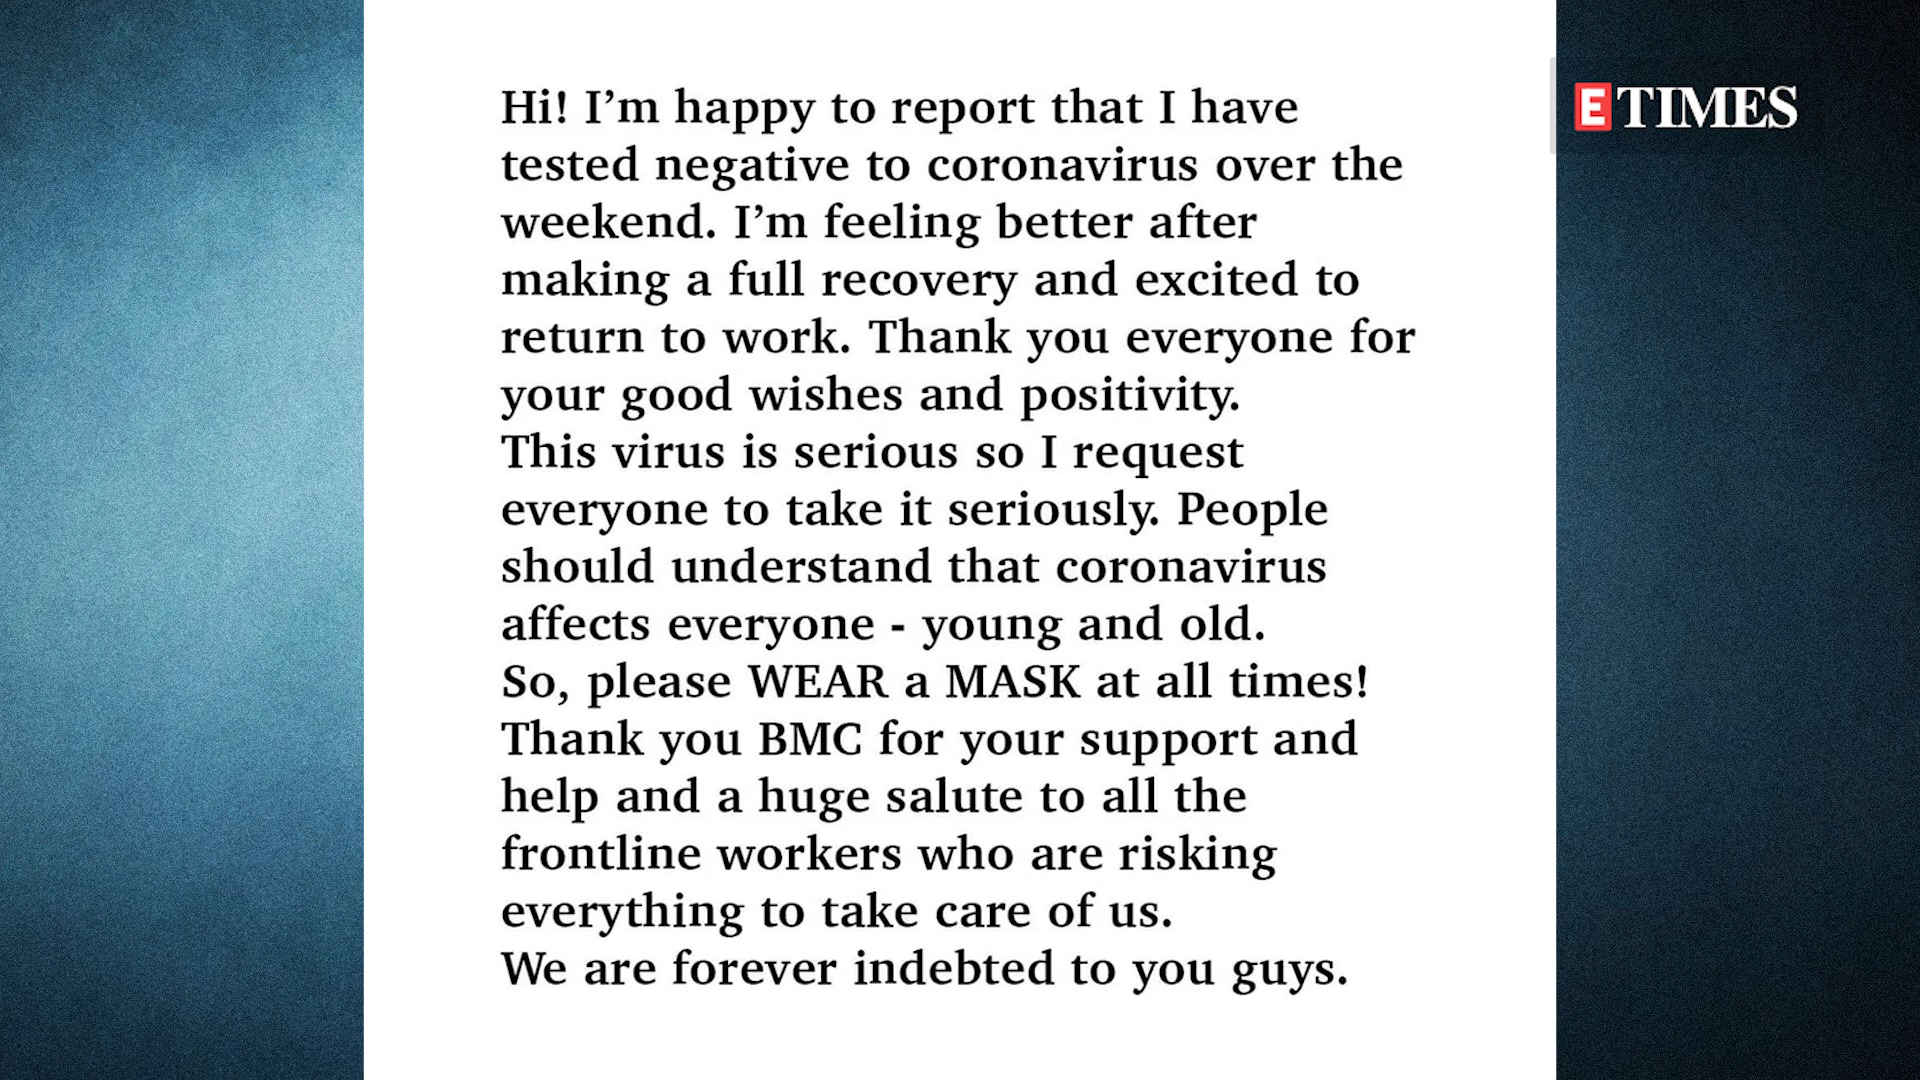 Hi! I’m happy to report that I have
tested negative to coronavirus over the
weekend. I’m feeling better after
making a full recovery and excited to
return to work. Thank you everyone for
your good wishes and positivity.
This virus is serious so I request
everyone to take it seriously. People
should understand that coronavirus
affects everyone - young and old.
So, please WEAR a MASK at all times!
Thank you BMC for your support and
help and a huge salute to all the
frontline workers who are risking
everything to take care of us.
We are forever indebted to you guys.
E TIMES